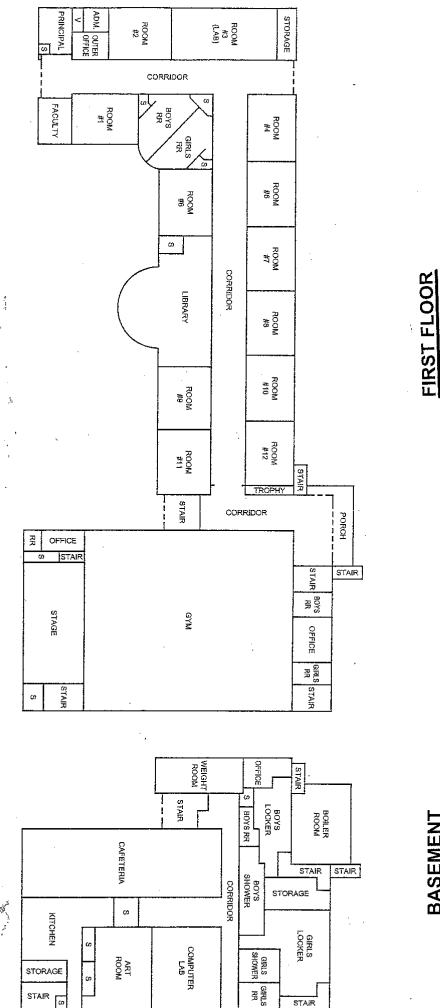 FIRST FLOOR
STORAGE
ROOM
#3
(LAB)
ROOM
#2
ADM.
V
OUTER
OFFICE
PRINCIPAL
S
CORRIDOR
FACULTY
ROOM
#1
S
BOYS
RR
GIRLS
RR
S
S
ROOM
#4
ROOM
#5
ROOM
#7
ROOM
#8
ROOM
#10
ROOM
#12
CORRIDOR
ROOM
#6
S
LIBRARY
ROOM
#9
ROOM
#11
STAIR
TROPHY
PORCH
CORRIDOR
STAIR
STAIR
STAIR
BOYS
RR
OFFICE
GIRLS
RR
STAIR
GYM
OFFICE
RR
STAIR
S
STAGE
STAIR
S
BASEMENT
WEIGHT
ROOM
OFFICE
STAIR
BOILER
ROOM
BOYS
LOCKER
S
BOYS RR
STAIR
STAIR
STAIR
BOYS
SHOWER
STORAGE
CORRIDOR
CAFETERIA
GIRLS
LOCKER
GIRLS
SHOWER
GIRLS
RR
STAIR
S
KITCHEN
S
S
ART
ROOM
COMPUTER
LAB
STORAGE
STAIR
S